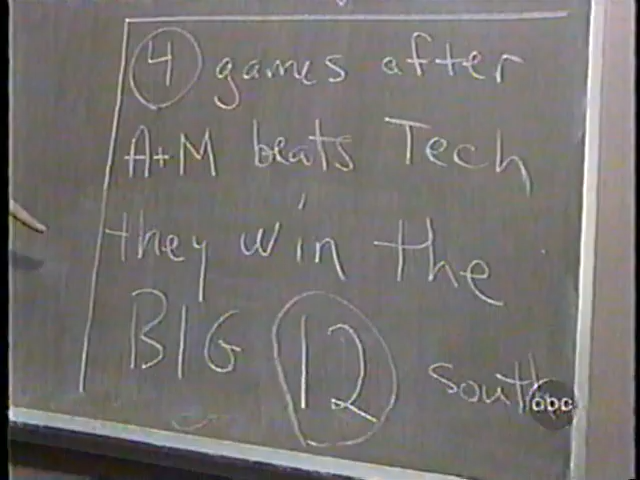 4 games after
A+M beats Tech
they win the
BIG 12 south
abc